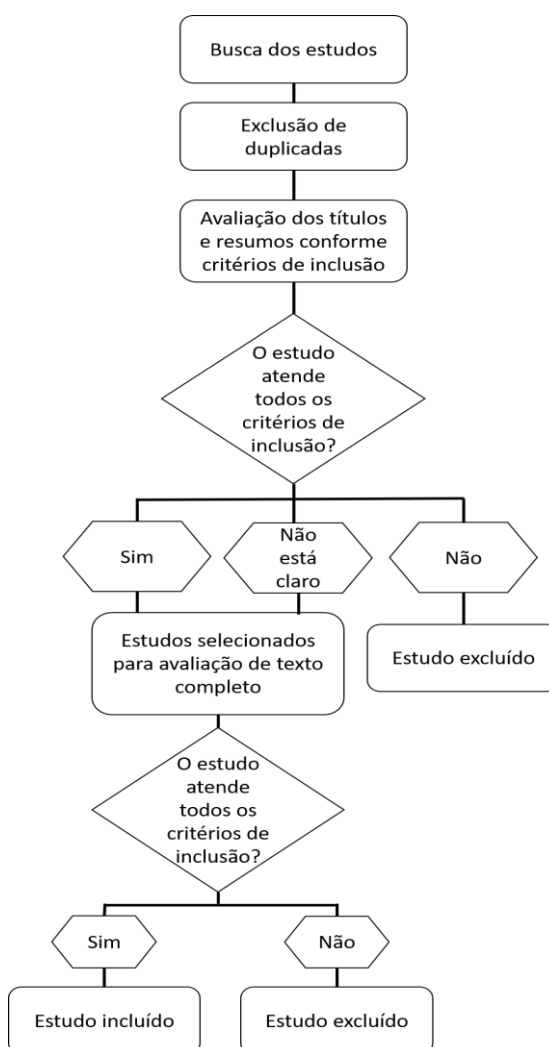 Busca dos estudos
Exclusão de
duplicadas
Avaliação dos títulos
e resumos conforme
critérios de inclusão
O estudo
atende
todos os
critérios de
inclusão?
Sim
Não
está
claro
Não
Estudos selecionados
para avaliação de texto
completo
Estudo excluído
O estudo
atende
todos os
critérios de
inclusão?
Sim
Não
Estudo incluído
Estudo excluído